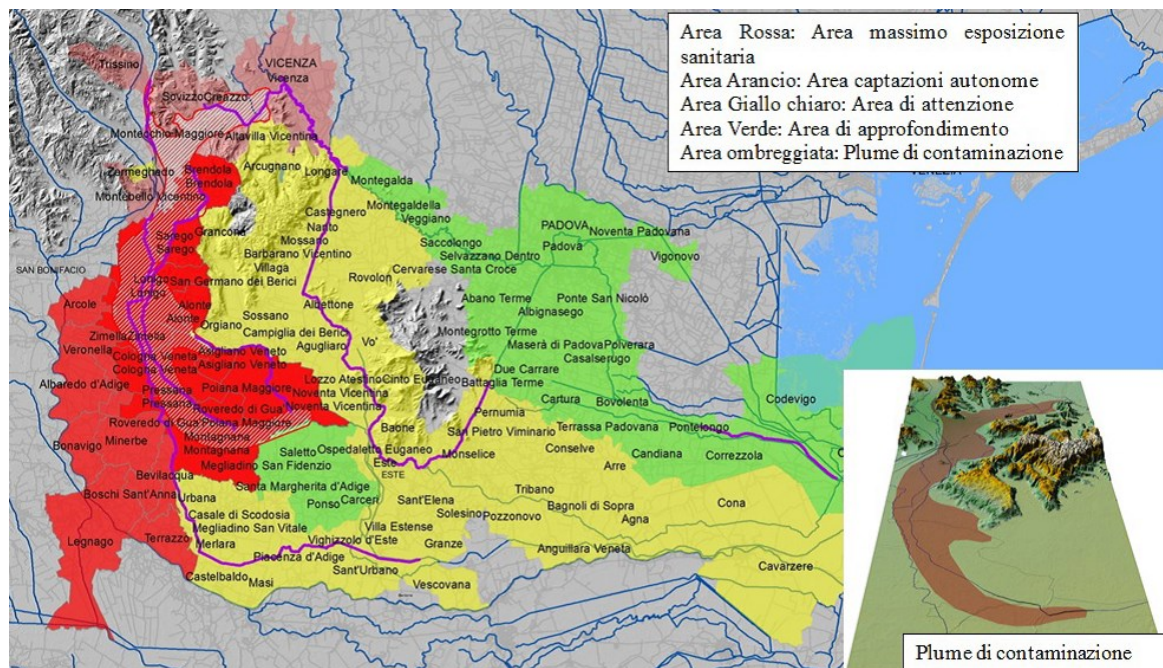 Area Rossa: Area massimo esposizione
sanitaria
Area Arancio: Area captazioni autonome
Area Giallo chiaro: Area di attenzione
Area Verde: Area di approfondimento
Area ombreggiata: Plume di contaminazione
Trissino
VICENZA
Vicenza
Sovizzo Creazzo
Montecchio Maggiore
Altavilla Vicentina
Zermeghedo
Brendola
Brendola
Arcugnano
Longare
Montebello Vicentino
Montegalda
Castegnero
Montegaldella
Grancona
Nanto
Veggiano
PADOVA
Noventa Padovana
Sarego
Sarego
Mossano
Saccolongo
Padova
SAN BONIFACIO
Barbarano Vicentino
Selvazzano Dentro
Vigonovo
Villaga
Cervarese Santa Croce
Lonigo
Lonigo
San Germano dei Berici
Rovolon
Arcole
Alonte
Alonte
Albettone
Abano Terme
Ponte San Nicolò
Albignasego
Orgiano
Sossano
Zimella
Zimella
Campiglia dei Berici
Montegrotto Terme
Veronella
Agugliaro
Vo'
Maserà di Padova
Polverara
Cologna Veneta
Cologna Veneta
Asigliano Veneto
Asigliano Veneto
Casalserugo
Due Carrare
Albaredo d'Adige
Lozzo Atestino
Cinto Euganeo
Battaglia Terme
Pressana
Pressana
Poiana Maggiore
Noventa Vicentina
Noventa Vicentina
Cartura
Bovolenta
Codevigo
Roveredo di Gua
Roveredo di Gua
Poiana Maggiore
Pernumia
Baone
San Pietro Viminario
Terrassa Padovana
Pontelongo
Bonavigo
Minerbe
Montagnana
Montagnana
Saletto
Ospedaletto Euganeo
Monselice
Conselve
Candiana
Correzzola
Megliadino San Fidenzio
Este
ESTE
Arre
Bevilacqua
Santa Margherita d'Adige
Boschi Sant'Anna
Urbana
Ponso
Carceri
Sant'Elena
Tribano
Cona
Casale di Scodosia
Solesino
Pozzonovo
Bagnoli di Sopra
Megliadino San Vitale
Villa Estense
Agna
Legnago
Terrazzo
Merlara
Vighizzolo d'Este
Granze
Anguillara Veneta
Piacenza d'Adige
Sant'Urbano
Cavarzere
Castelbaldo
Masi
Vescovana
Plume di contaminazione